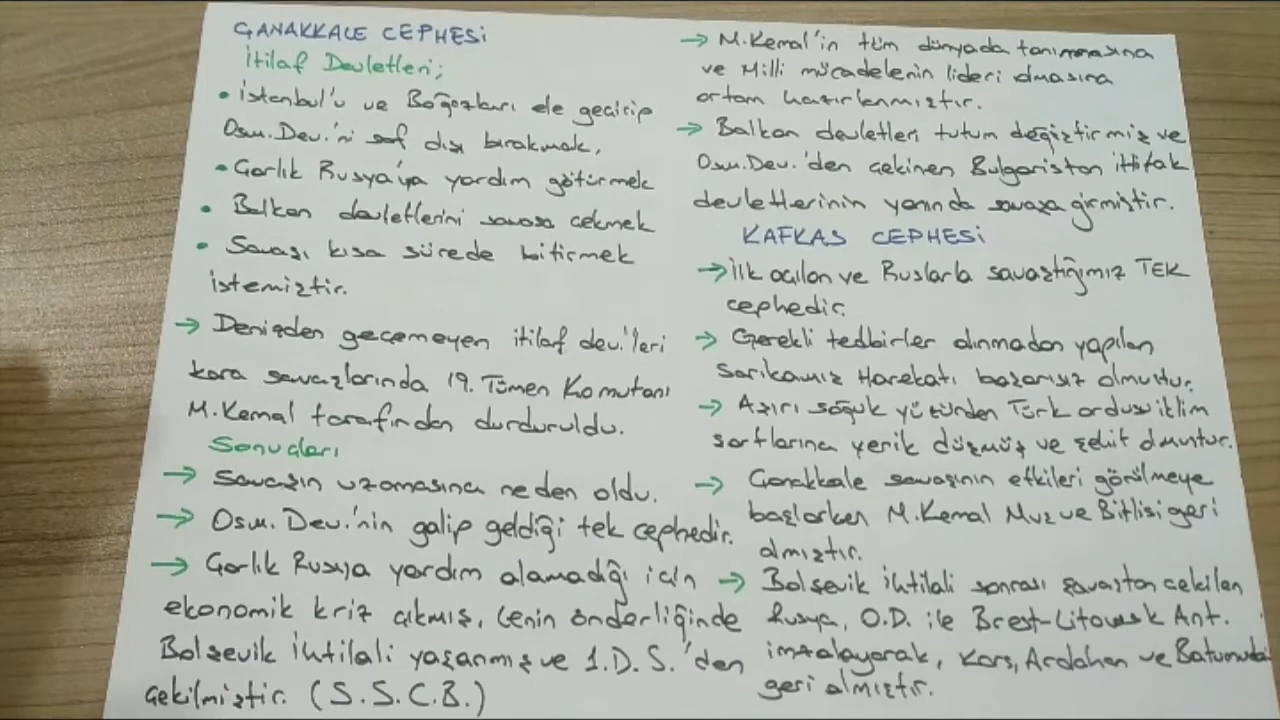 ÇANAKKALE CEPHESİ
İtilaf Devletleri;
• İstanbul'u ve Boğazları ele geçirip
Osm. Dev.'ni saf dışı bırakmak,
• Çarlık Rusya'ya yardım götürmek
• Balkan devletlerini savaşa çekmek
• Savaşı kısa sürede bitirmek
istemiştir.
→ Denizden geçemeyen itilaf dev.'leri
kara savaşlarında 19. Tümen Komutanı
M.Kemal tarafından durduruldu.
Sonuçları
→ Savaşın uzamasına neden oldu.
→ Osm. Dev.'nin galip geldiği tek cephedir.
→ Çarlık Rusya yardım alamadığı için
ekonomik kriz çıkmış, Lenin önderliğinde
Bolşevik İhtilali yaşanmış ve 1.D.S.'den
çekilmiştir. (S.S.C.B.)
→ M.Kemal'in tüm dünyada tanınmasına
ve Milli mücadelenin lideri olmasına
ortam hazırlanmıştır.
→ Balkan devletleri tutum değiştirmiş ve
Osm.Dev.'den çekinen Bulgaristan ittifak
devletlerinin yanında savaşa girmiştir.
KAFKAS CEPHESİ
→ İlk açılan ve Ruslarla savaştığımız TEK
cephedir.
→ Gerekli tedbirler alınmadan yapılan
Sarıkamış Harekatı başarısız olmuştur.
→ Aşırı soğuk yüzünden Türk ordusu iklim
şartlarına yenik düşmüş ve şehit olmuştur.
→ Çanakkale savaşının etkileri görülmeye
başlarken M.Kemal Muş ve Bitlisi geri
almıştır.
→ Bolşevik İhtilali sonrası savaştan çekilen
Rusya, O.D. ile Brest-Litowsk Ant.
imzalayarak, Kars, Ardahan ve Batumuda
geri almıştır.